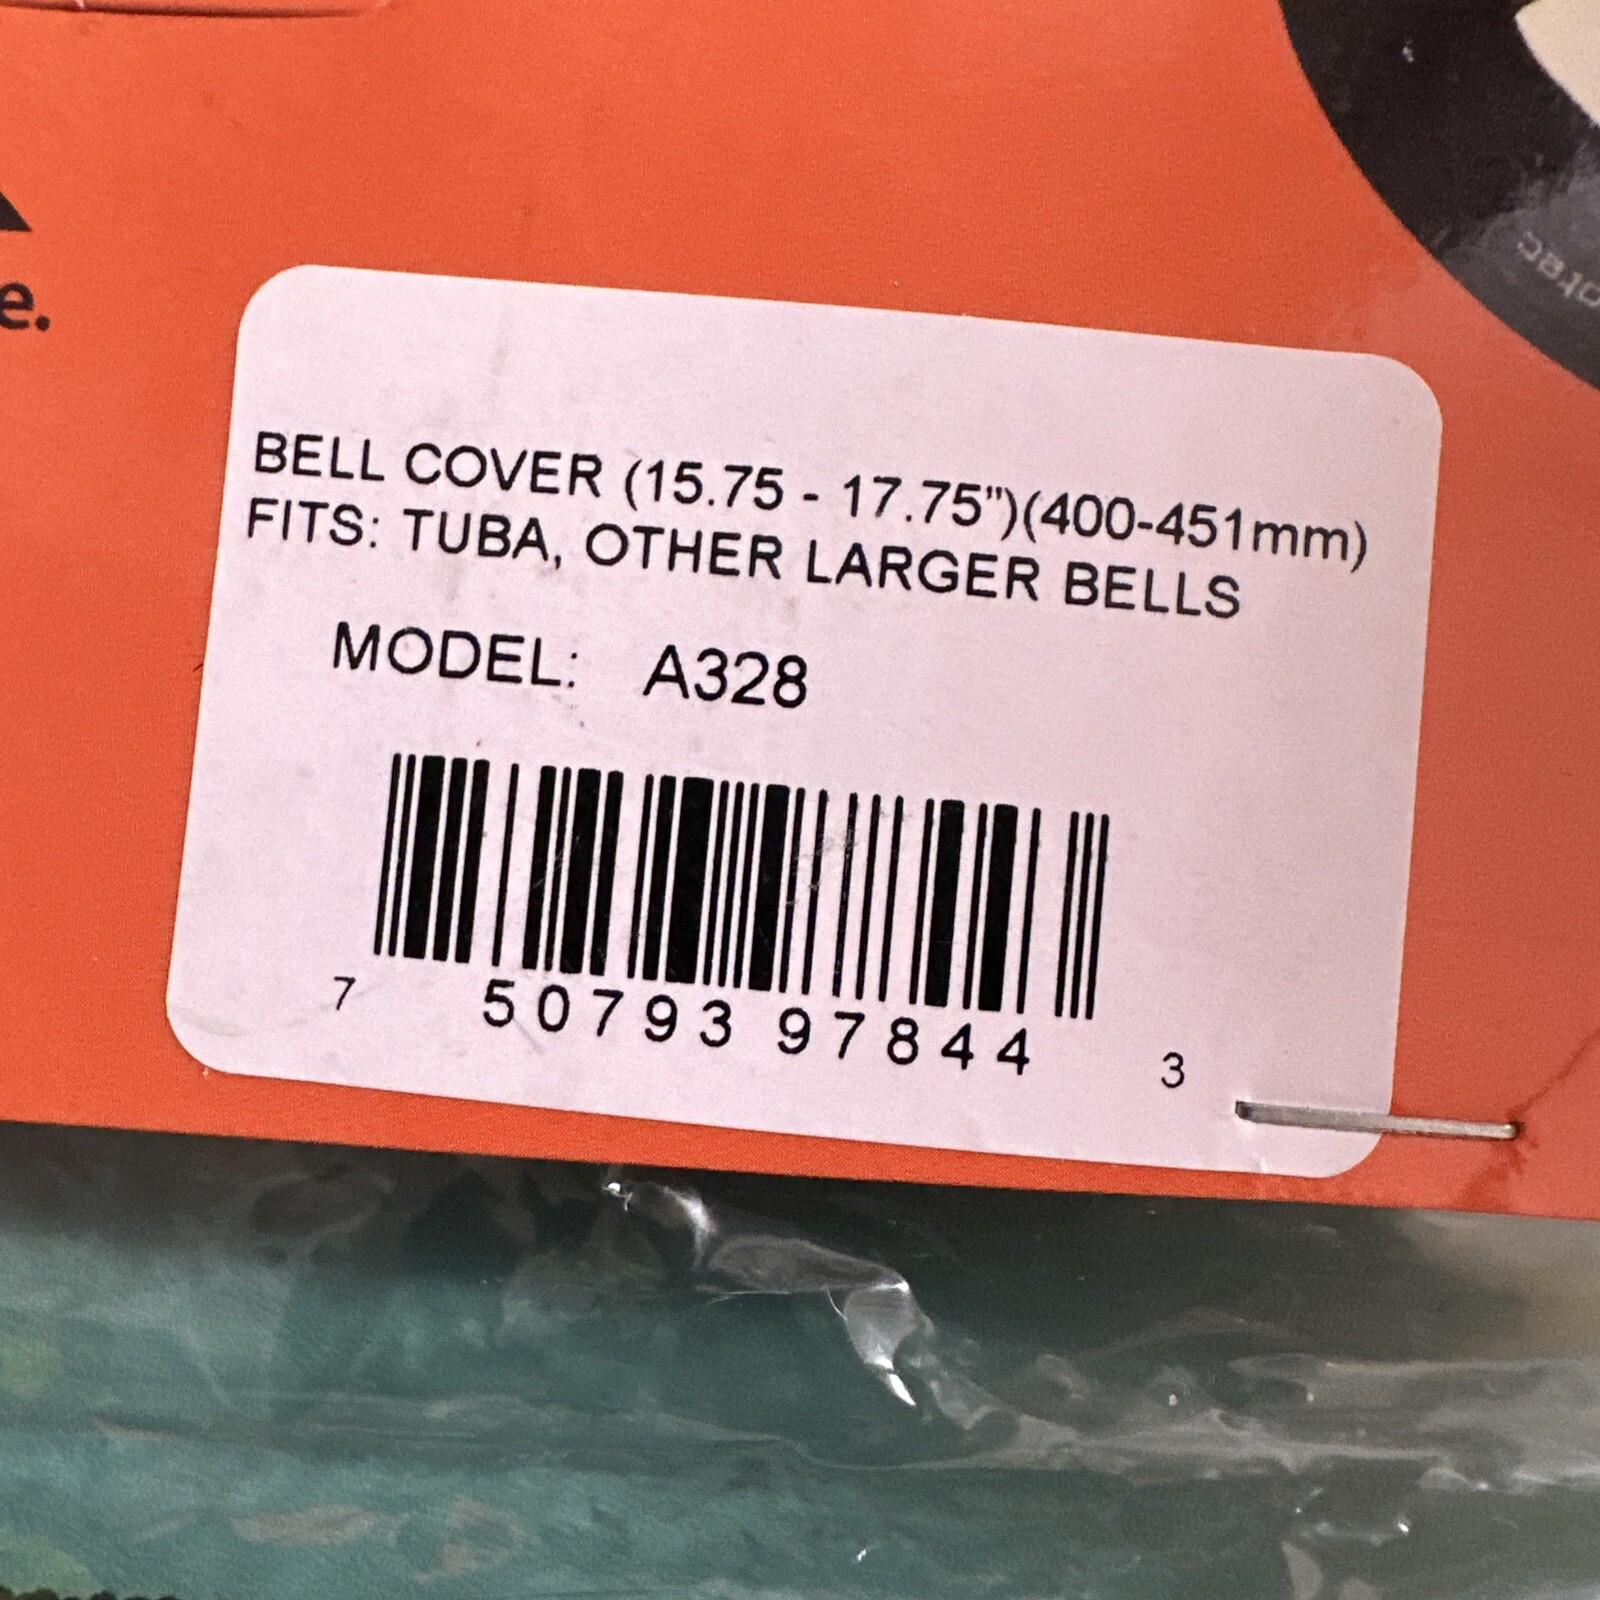 e.
BELL COVER (15.75 - 17.75")(400-451mm)
FITS: TUBA, OTHER LARGER BELLS
MODEL: A328
7 50793 97844 3